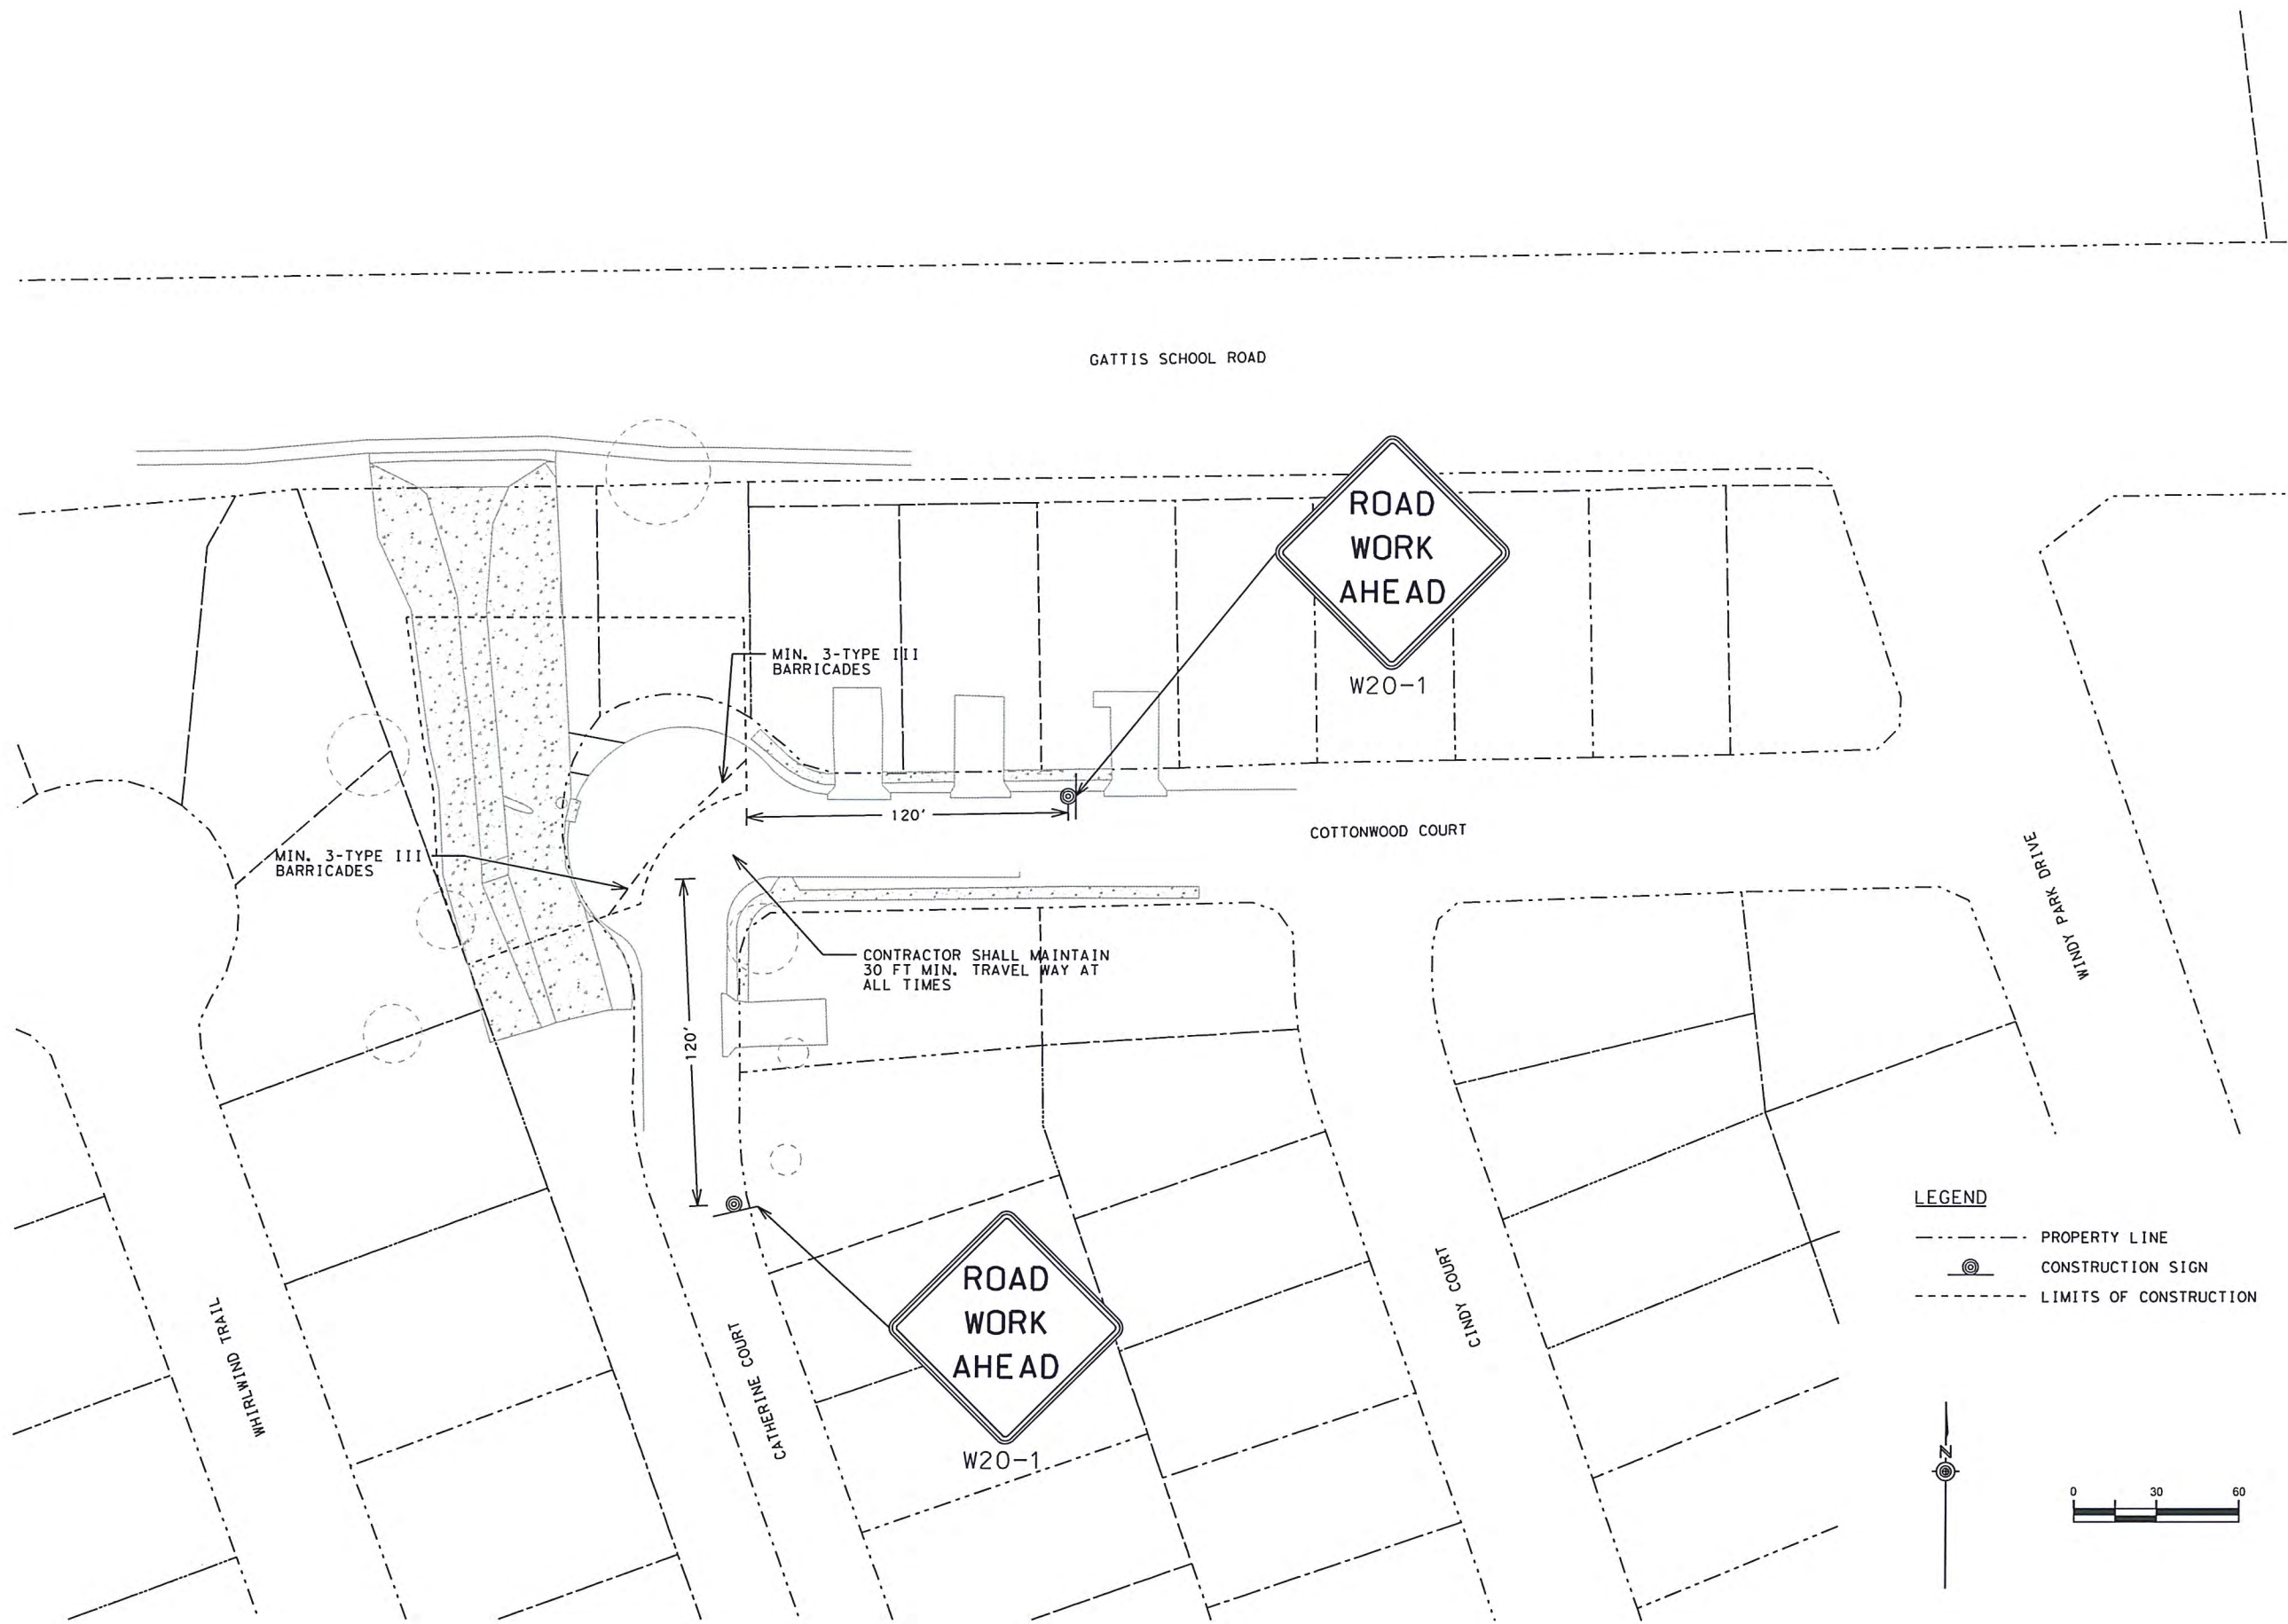 GATTIS SCHOOL ROAD
ROAD
WORK
AHEAD
W20-1
MIN. 3-TYPE III
BARRICADES
120'
COTTONWOOD COURT
MIN. 3-TYPE III
BARRICADES
WINDY PARK DRIVE
CONTRACTOR SHALL MAINTAIN
30 FT MIN. TRAVEL WAY AT
ALL TIMES
120'
LEGEND
PROPERTY LINE
CONSTRUCTION SIGN
LIMITS OF CONSTRUCTION
ROAD
WORK
AHEAD
W20-1
WHIRLWIND TRAIL
CATHERINE COURT
CINDY COURT
N
0 30 60